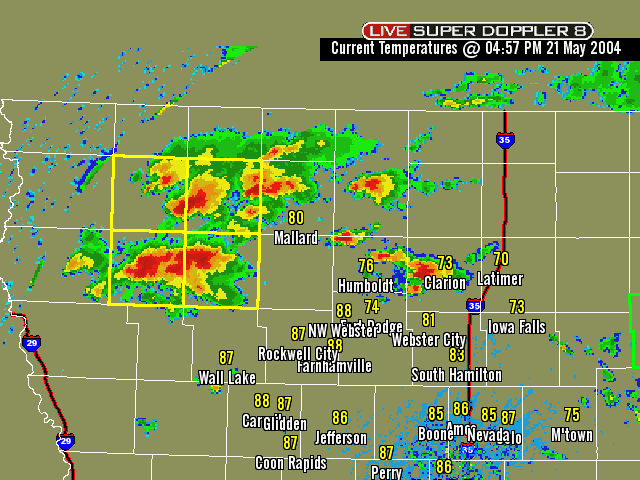 LIVE SUPER DOPPLER 8
Current Temperatures @ 04:57 PM 21 May 2004
35
80
Mallard
76
Humboldt
73
Clarion
70
Latimer
35
73
Iowa Falls
88
74
Dodge
87
NW Webster
81
Webster City
29
88
Rockwell City
Farnhamville
83
South Hamilton
87
Wall Lake
88
87
Glidden
86
Jefferson
85
Boone
86
85
Nevada
87
75
M'town
29
87
Coon Rapids
87
Perry
35
86